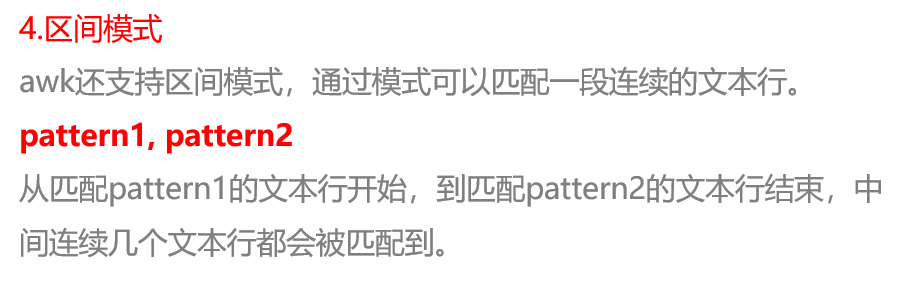 4.区间模式
awk还支持区间模式，通过模式可以匹配一段连续的文本行。
pattern1, pattern2
从匹配pattern1的文本行开始，到匹配pattern2的文本行结束，中
间连续几个文本行都会被匹配到。